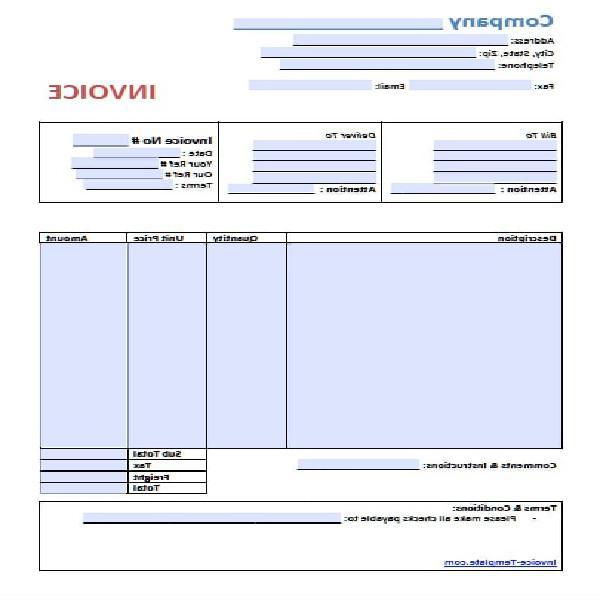 Company
Address:
City, State, Zip:
Telephone:
Fax: Email:
INVOICE
Bill To
Attention :
Deliver To
Attention :
Invoice No #
Date :
Your Ref #
Our Ref #
Terms :
Description Quantity Unit Price Amount
Sub Total
Tax
Freight
Total
Comments & Instructions:
Terms & Conditions:
- Please make all checks payable to:
Invoice-Template.com